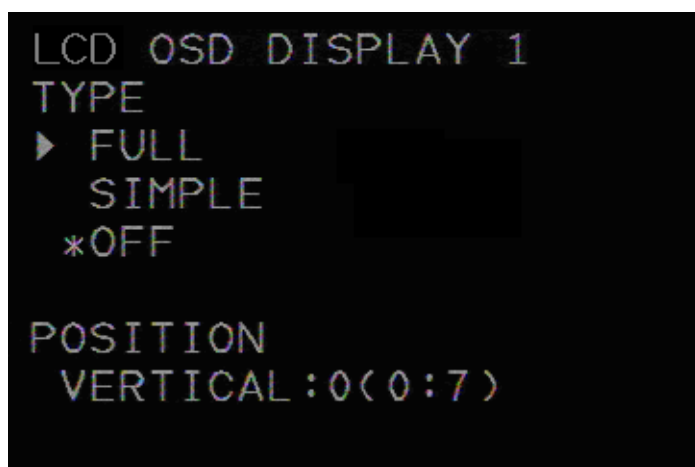 LCD OSD DISPLAY 1
TYPE
▶ FULL
SIMPLE
*OFF
POSITION
VERTICAL:0(0:7)